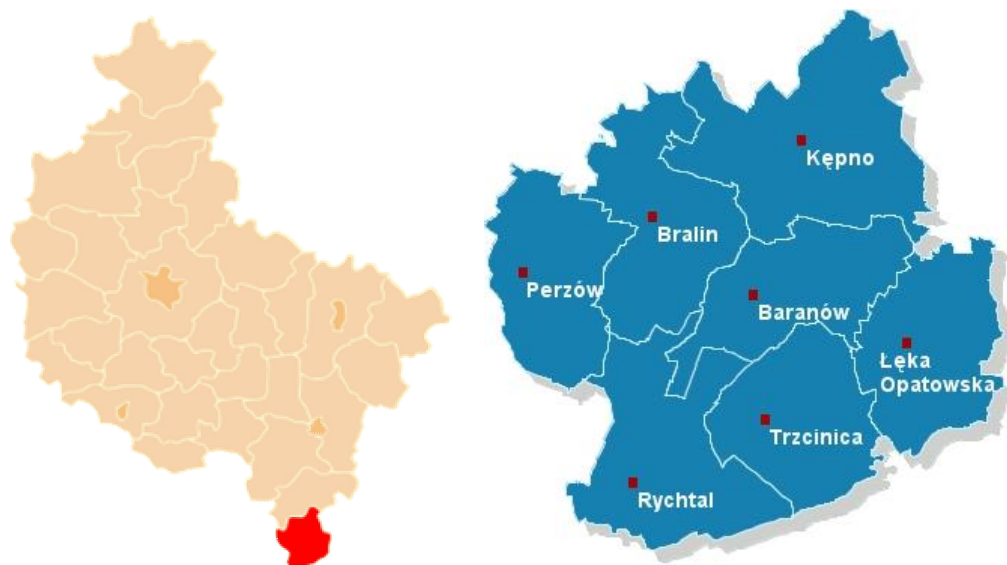 Kępno
Bralin
Perzów
Baranów
Łęka
Opatowska
Trzcinica
Rychtal